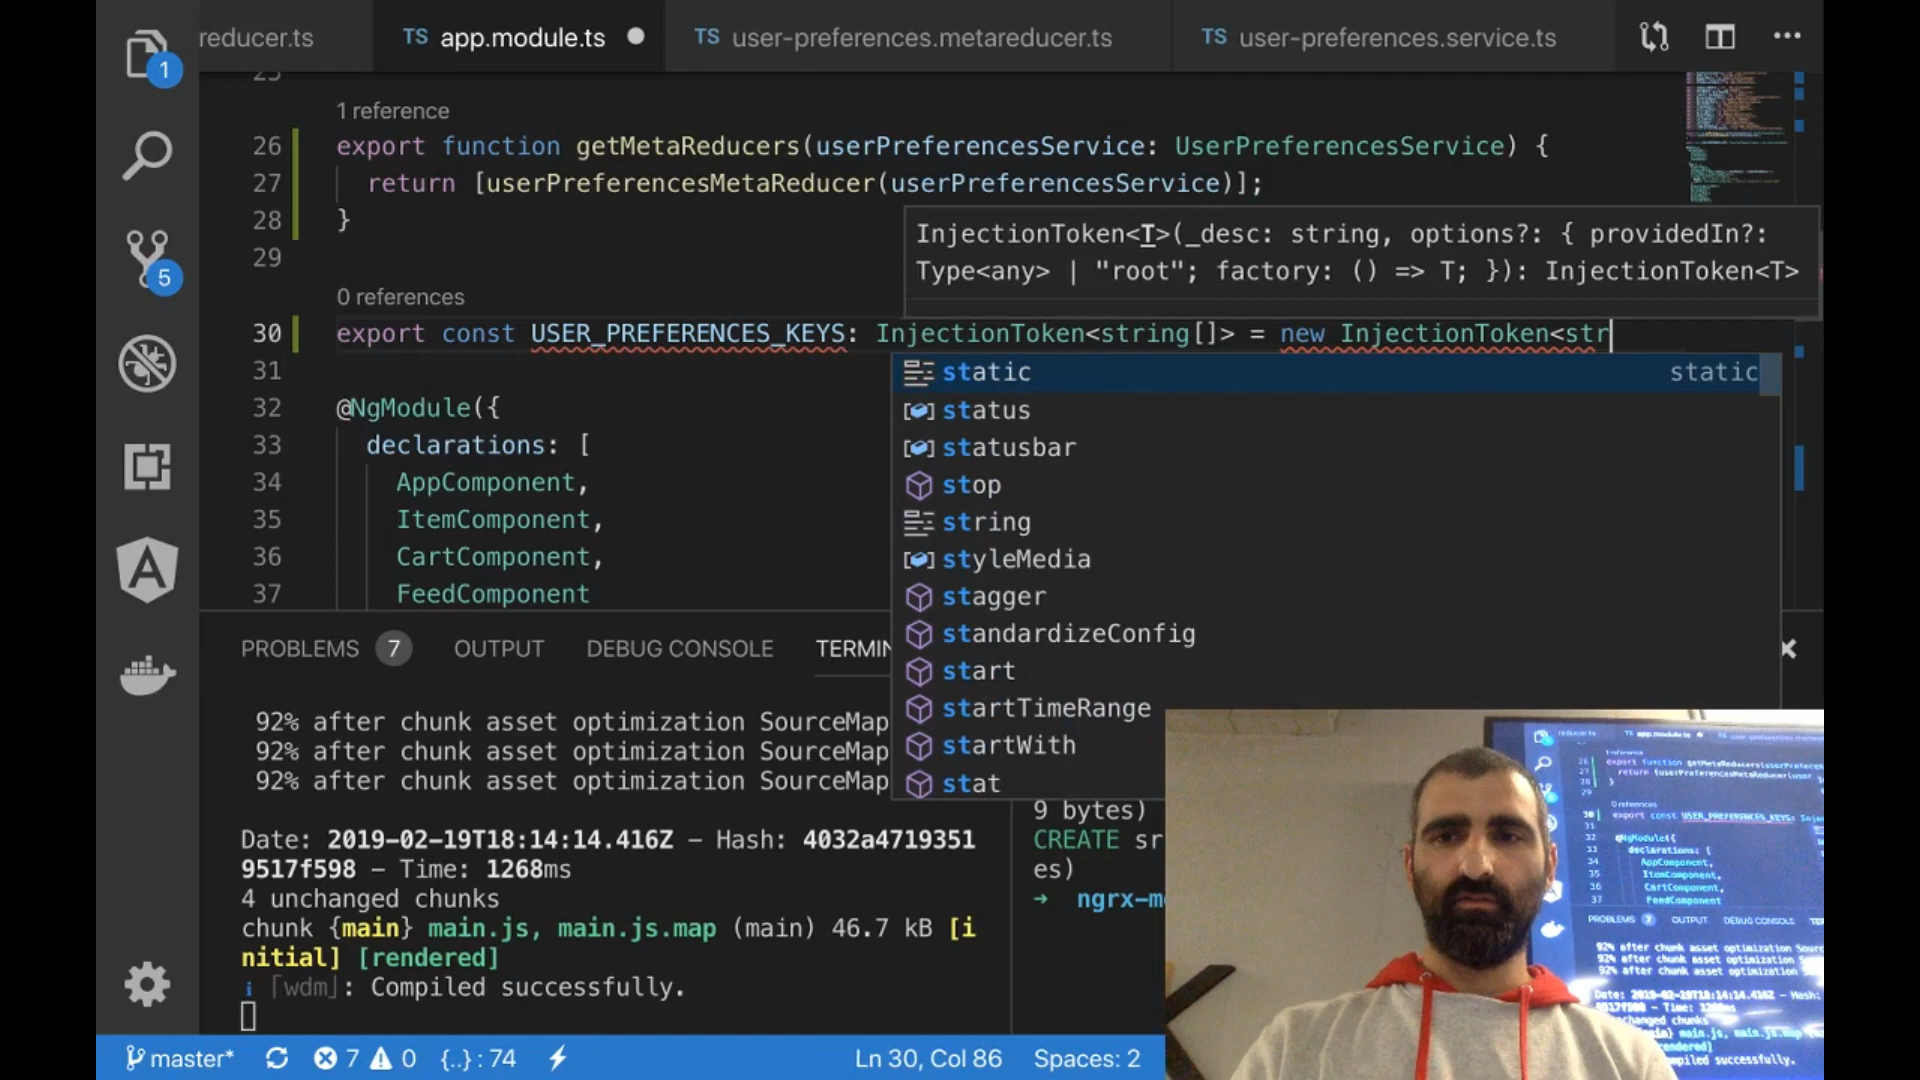 reducer.ts
TS app.module.ts
TS user-preferences.metareducer.ts
TS user-preferences.service.ts
1
5
25
1 reference
26 export function getMetaReducers(userPreferencesService: UserPreferencesService) {
27 return [userPreferencesMetaReducer(userPreferencesService)];
28 }
29
InjectionToken<T>(_desc: string, options?: { providedIn?:
Type<any> | "root"; factory: () => T; }): InjectionToken<T>
0 references
30 export const USER_PREFERENCES_KEYS: InjectionToken<string[]> = new InjectionToken<str
31
32 @NgModule({
33 declarations: [
34 AppComponent,
35 ItemComponent,
36 CartComponent,
37 FeedComponent
static static
status
statusbar
stop
string
styleMedia
stagger
standardizeConfig
start
startTimeRange
startWith
stat
PROBLEMS 7 OUTPUT DEBUG CONSOLE TERMIN
92% after chunk asset optimization SourceMap
92% after chunk asset optimization SourceMap
92% after chunk asset optimization SourceMap
Date: 2019-02-19T18:14:14.416Z - Hash: 4032a4719351
9517f598 - Time: 1268ms
4 unchanged chunks
chunk {main} main.js, main.js.map (main) 46.7 kB [i
nitial] [rendered]
i ｢wdm｣: Compiled successfully.
9 bytes)
CREATE sr
es)
➜ ngrx-m
master* 7 0 {..} : 74 Ln 30, Col 86 Spaces: 2